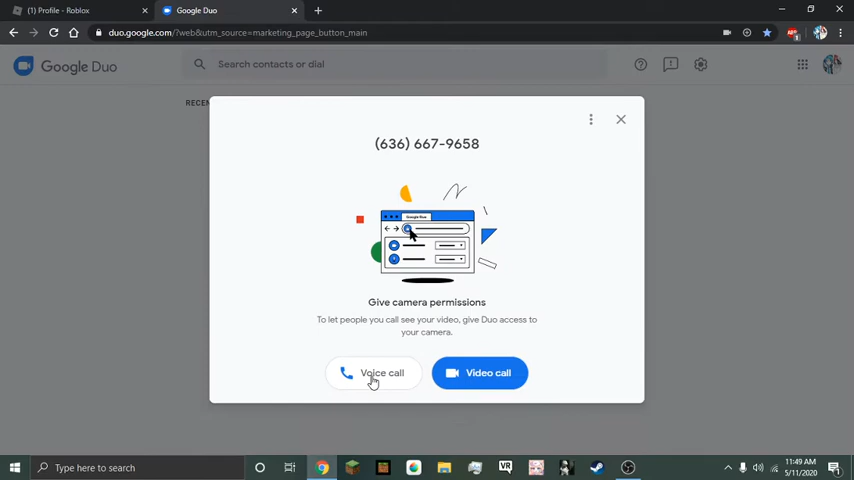 (1) Profile - Roblox
Google Duo
duo.google.com/?web&utm_source=marketing_page_button_main
Google Duo
Search contacts or dial
RECEN
(636) 667-9658
Google Duo
Give camera permissions
To let people you call see your video, give Duo access to
your camera.
Voice call
Video call
Type here to search
VR
11:49 AM
5/11/2020